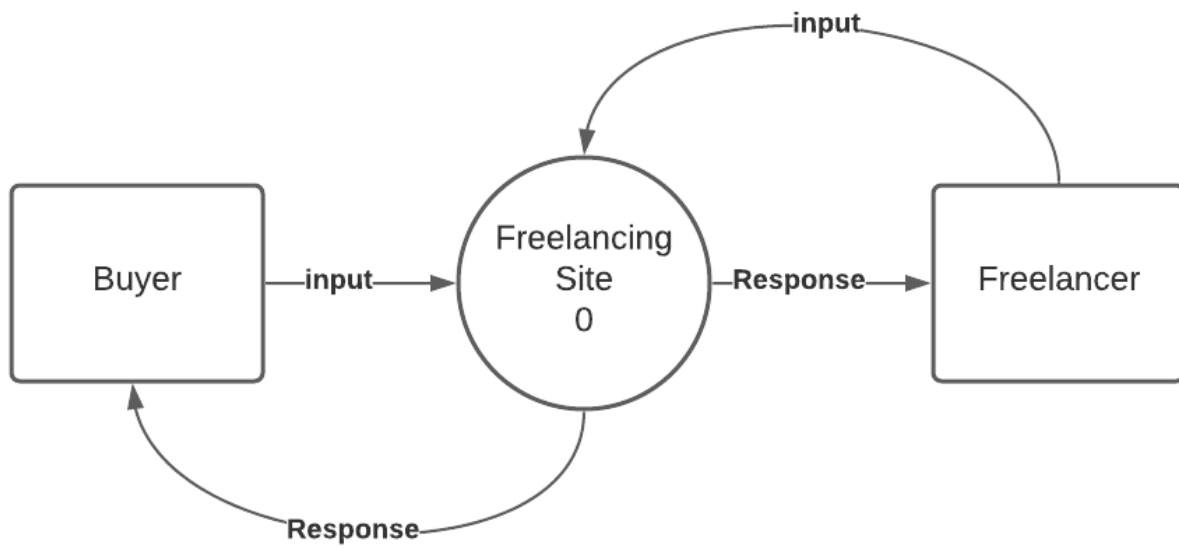 input
Buyer
input
Freelancing
Site
0
Response
Freelancer
Response